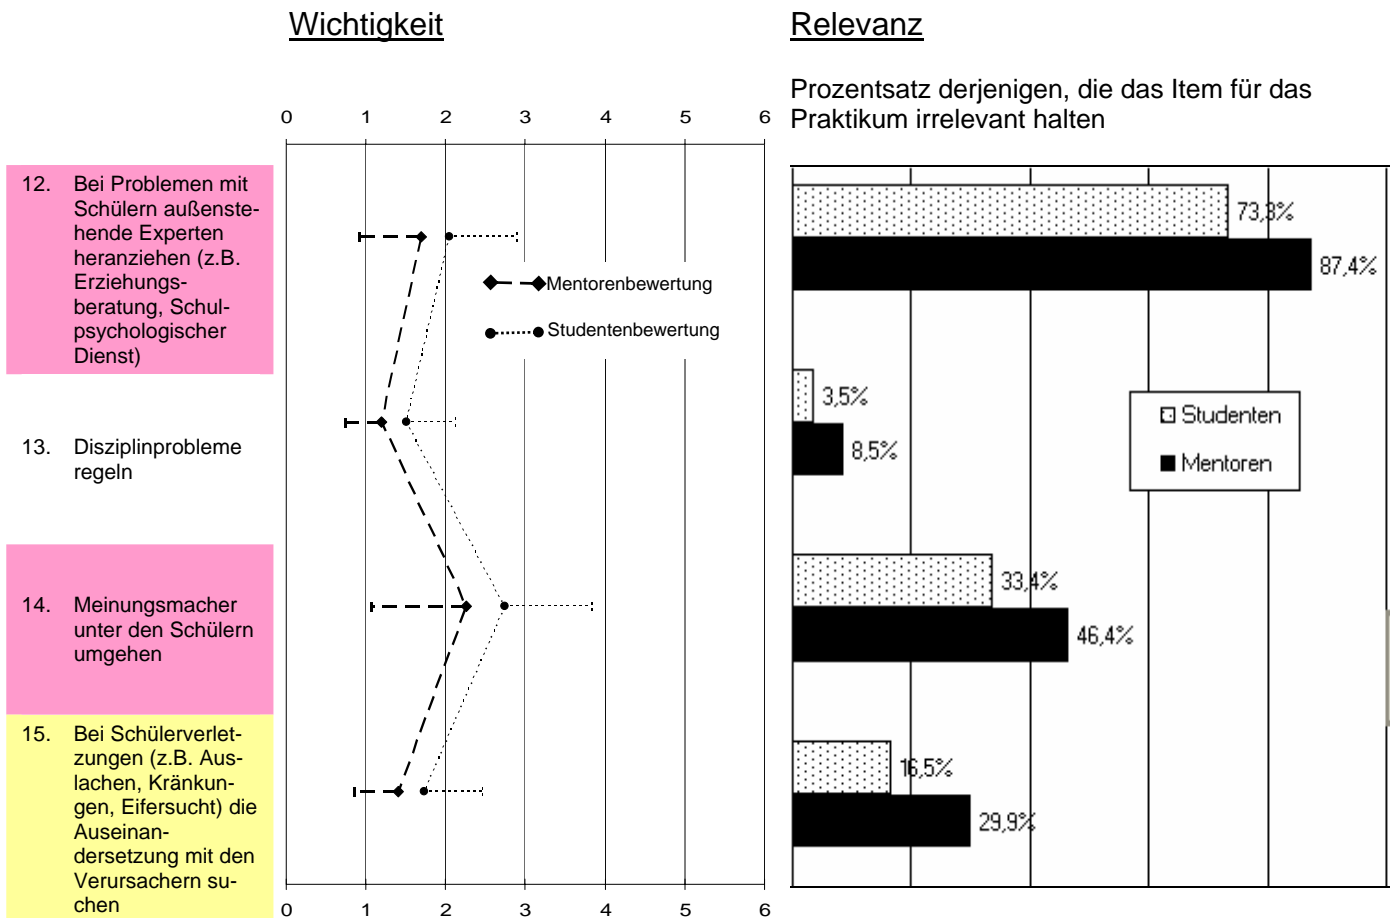 Wichtigkeit
Relevanz
Prozentsatz derjenigen, die das Item für das
Praktikum irrelevant halten
0 1 2 3 4 5 6
12. Bei Problemen mit
Schülern außenste-
hende Experten
heranziehen (z.B.
Erziehungs-
beratung, Schul-
psychologischer
Dienst)
Mentorenbewertung
Studentenbewertung
73,3%
87,4%
13. Disziplinprobleme
regeln
3,5%
8,5%
Studenten
Mentoren
14. Meinungsmacher
unter den Schülern
umgehen
33,4%
46,4%
15. Bei Schülerverlet-
zungen (z.B. Aus-
lachen, Kränkun-
gen, Eifersucht) die
Auseinan-
dersetzung mit den
Verursachern su-
chen
16,5%
29,9%
0 1 2 3 4 5 6